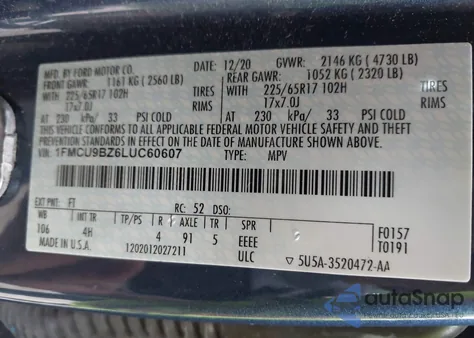 MFD. BY FORD MOTOR CO. 12/20 GVWR: 2146 KG ( 4730 LB)
FRONT GAWR: 1161 KG ( 2560 LB) REAR GAWR: 1052 KG ( 2320 LB)
225/65R17 102H TIRES 225/65R17 102H TIRES
17x7.0J RIMS 17x7.0J RIMS
AT 230 kPa/ 33 PSI COLD AT 230 kPa/ 33 PSI COLD
THIS VEHICLE CONFORMS TO ALL APPLICABLE FEDERAL MOTOR VEHICLE SAFETY, BUMPER, AND THEFT PREVENTION STANDARDS IN EFFECT ON THE
DATE OF MANUFACTURE SHOWN ABOVE.
VIN: 1FMCU9BZ6LUC60607 TYPE: MPV
EXT PNT: FT RC: 52 DSO:
WB INT TR TP/PS R AXLE TR SPR F0157
106 4H 4 91 5 EEEE T0191
MADE IN U.S.A. 1202012027211 ULC 5U5A-3520472-AA
autoSnap